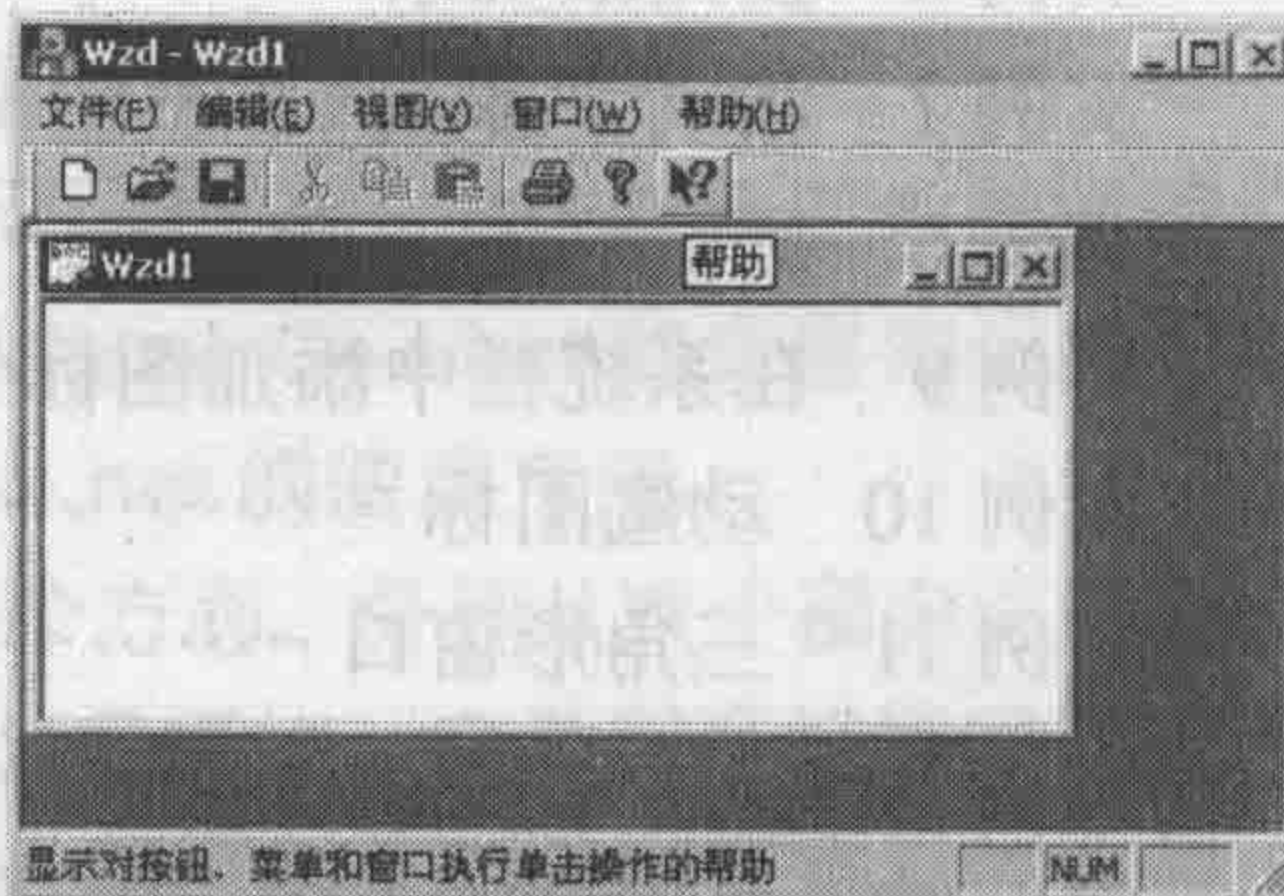 Wzd - Wzd1
文件(F) 编辑(E) 视图(V) 窗口(W) 帮助(H)
Wzd1
帮助
显示对按钮、菜单和窗口执行单击操作的帮助
NUM